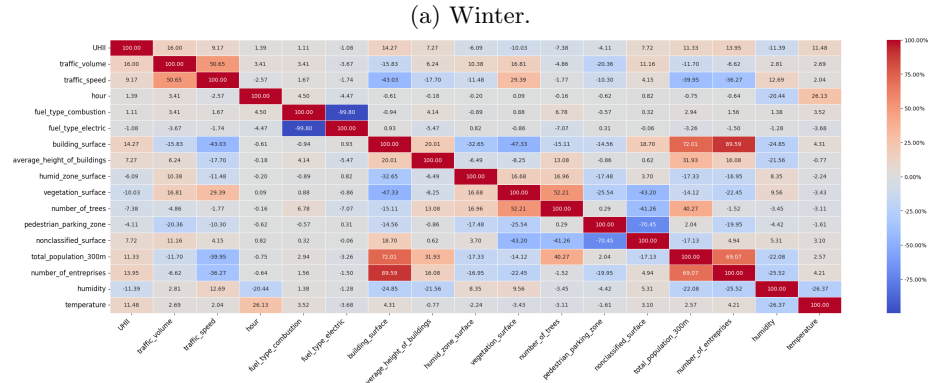 (a) Winter.
UHII 100.00 16.00 9.17 1.39 1.11 -1.08 14.27 7.27 -6.09 -10.03 -7.38 -4.11 7.72 11.33 13.95 -11.39 11.48
traffic_volume 16.00 100.00 50.65 3.41 3.41 -3.67 -15.83 6.24 10.38 16.81 -4.86 -20.36 11.16 -11.70 -6.62 2.81 2.69
traffic_speed 9.17 50.65 100.00 -2.57 1.67 -1.74 -43.03 -17.70 -11.48 29.39 -1.77 -10.30 4.15 -39.95 -36.27 12.69 2.04
hour 1.39 3.41 -2.57 100.00 4.50 -4.47 -0.61 -0.18 -0.20 0.09 -0.16 -0.62 0.82 -0.75 -0.64 -20.44 26.13
fuel_type_combustion 1.11 3.41 1.67 4.50 100.00 -99.80 -0.94 4.14 -0.89 0.88 6.78 -0.57 0.32 2.94 1.56 1.38 3.52
fuel_type_electric -1.08 -3.67 -1.74 -4.47 -99.80 100.00 0.93 -5.47 0.82 -0.86 -7.07 0.31 -0.06 -3.26 -1.50 -1.28 -3.68
building_surface 14.27 -15.83 -43.03 -0.61 -0.94 0.93 100.00 20.01 -32.65 -47.33 -15.11 -14.56 18.70 72.01 89.59 -24.85 4.31
average_height_of_buildings 7.27 6.24 -17.70 -0.18 4.14 -5.47 20.01 100.00 -6.49 -8.25 13.08 -0.86 0.62 31.93 16.08 -21.56 -0.77
humid_zone_surface -6.09 10.38 -11.48 -0.20 -0.89 0.82 -32.65 -6.49 100.00 16.68 16.96 -17.48 3.70 -17.33 -16.95 8.35 -2.24
vegetation_surface -10.03 16.81 29.39 0.09 0.88 -0.86 -47.33 -8.25 16.68 100.00 52.21 -25.54 -43.20 -14.12 -22.45 9.56 -3.43
number_of_trees -7.38 -4.86 -1.77 -0.16 6.78 -7.07 -15.11 13.08 16.96 52.21 100.00 0.29 -41.26 40.27 -1.52 -3.45 -3.11
pedestrian_parking_zone -4.11 -20.36 -10.30 -0.62 -0.57 0.31 -14.56 -0.86 -17.48 -25.54 0.29 100.00 -70.45 2.04 -19.95 -4.42 -1.61
nonclassified_surface 7.72 11.16 4.15 0.82 0.32 -0.06 18.70 0.62 3.70 -43.20 -41.26 -70.45 100.00 -17.13 4.94 5.31 3.10
total_population_300m 11.33 -11.70 -39.95 -0.75 2.94 -3.26 72.01 31.93 -17.33 -14.12 40.27 2.04 -17.13 100.00 69.07 -22.08 2.57
number_of_entreprises 13.95 -6.62 -36.27 -0.64 1.56 -1.50 89.59 16.08 -16.95 -22.45 -1.52 -19.95 4.94 69.07 100.00 -25.52 4.21
humidity -11.39 2.81 12.69 -20.44 1.38 -1.28 -24.85 -21.56 8.35 9.56 -3.45 -4.42 5.31 -22.08 -25.52 100.00 -26.37
temperature 11.48 2.69 2.04 26.13 3.52 -3.68 4.31 -0.77 -2.24 -3.43 -3.11 -1.61 3.10 2.57 4.21 -26.37 100.00
UHII
traffic_volume
traffic_speed
hour
fuel_type_combustion
fuel_type_electric
building_surface
average_height_of_buildings
humid_zone_surface
vegetation_surface
number_of_trees
pedestrian_parking_zone
nonclassified_surface
total_population_300m
number_of_entreprises
humidity
temperature
100.00%
75.00%
50.00%
25.00%
0.00%
-25.00%
-50.00%
-75.00%